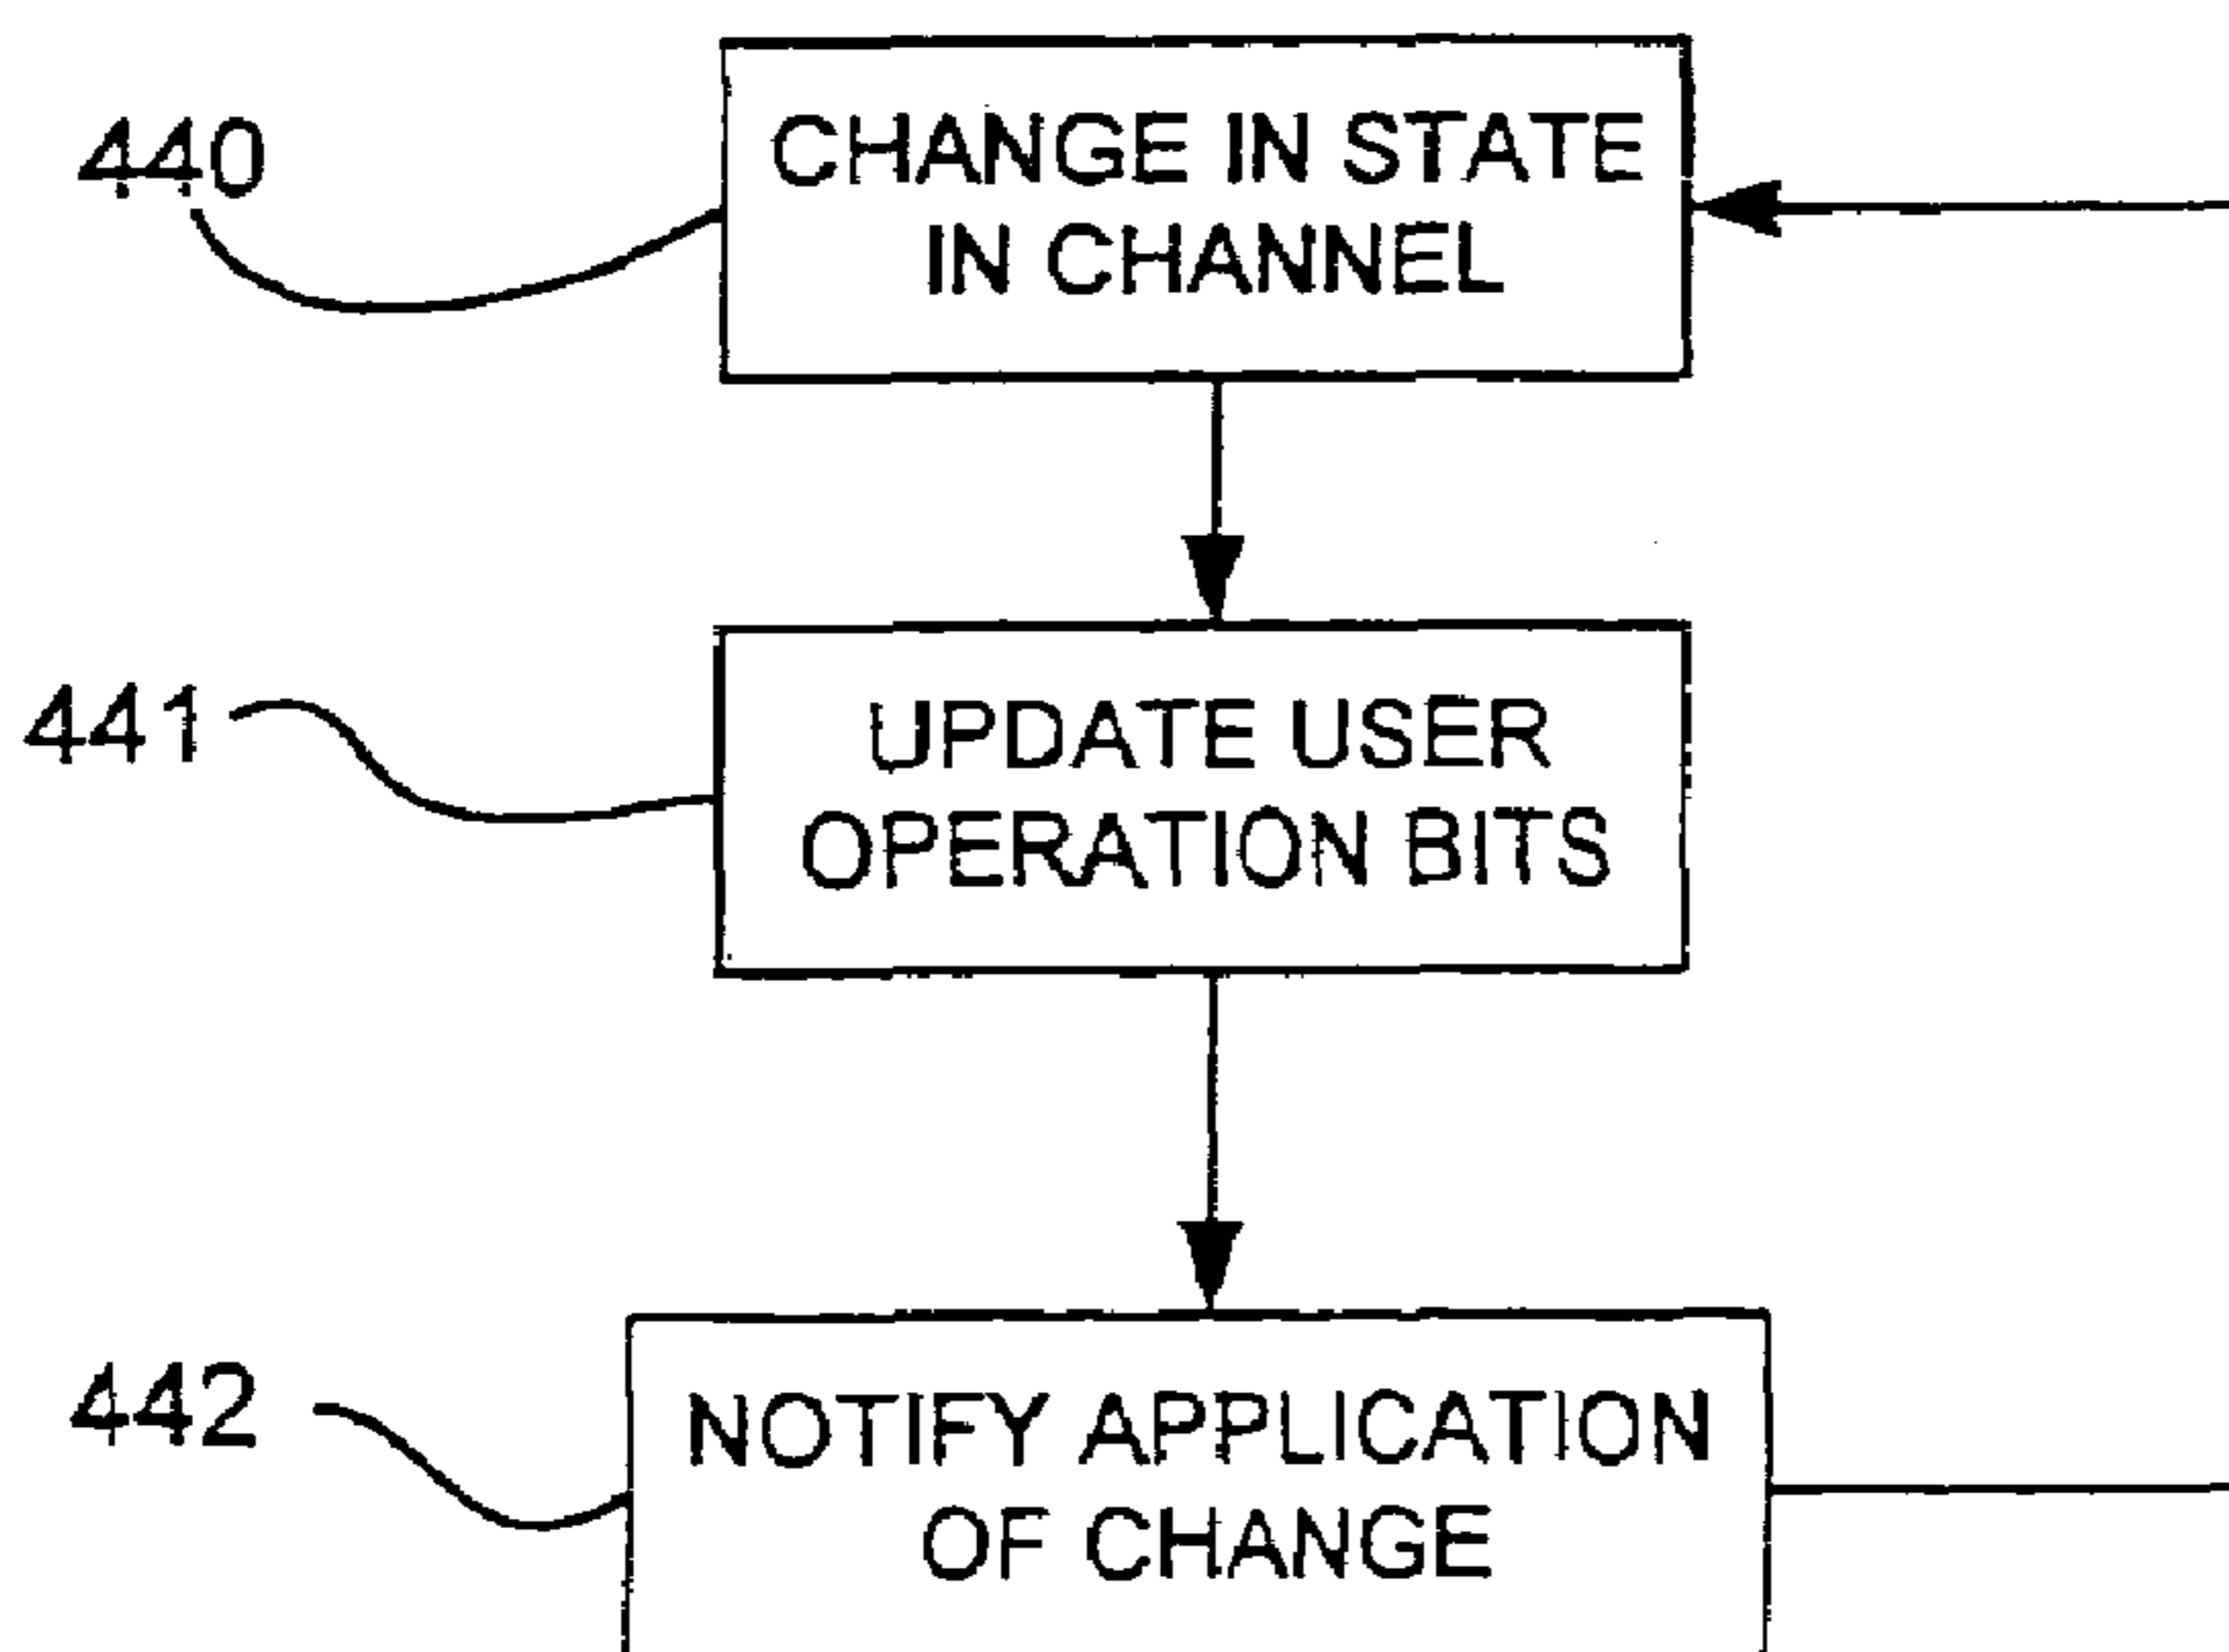 440
CHANGE IN STATE
IN CHANNEL
441
UPDATE USER
OPERATION BITS
442
NOTIFY APPLICATION
OF CHANGE